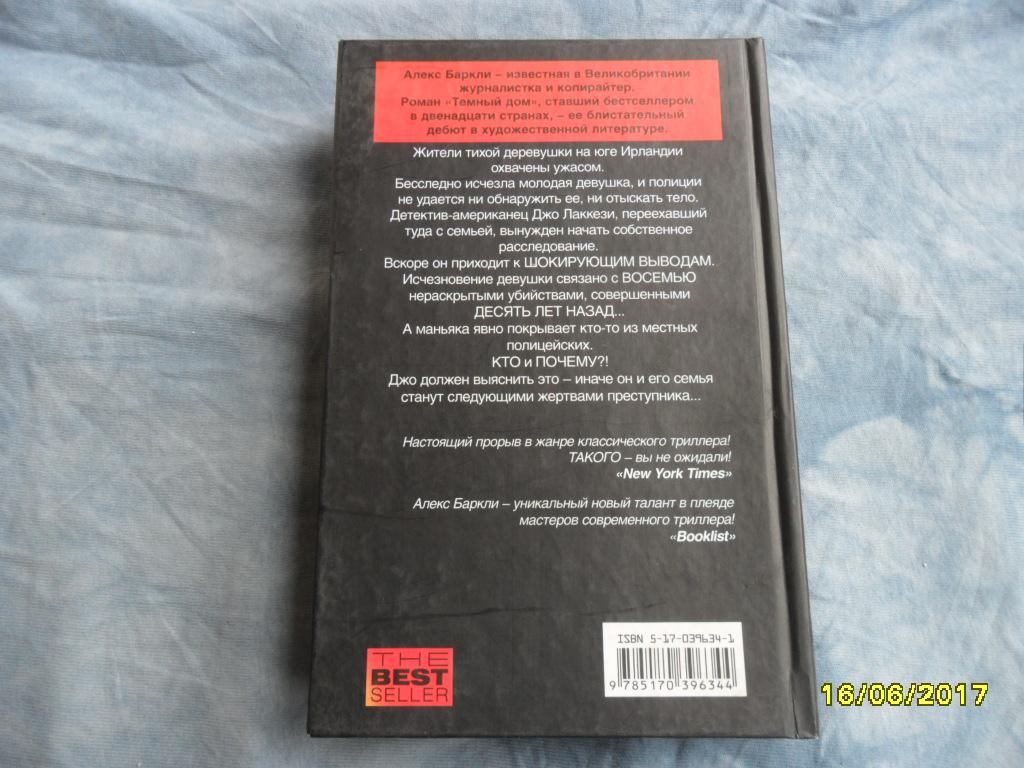 Алекс Баркли – известная в Великобритании
журналистка и копирайтер.
Роман «Темный дом», ставший бестселлером
в двенадцати странах, – ее блистательный
дебют в художественной литературе.
Жители тихой деревушки на юге Ирландии
охвачены ужасом.
Бесследно исчезла молодая девушка, и полиции
не удается ни обнаружить ее, ни отыскать тело.
Детектив-американец Джо Лаккези, переехавший
туда с семьей, вынужден начать собственное
расследование.
Вскоре он приходит к ШОКИРУЮЩИМ ВЫВОДАМ.
Исчезновение девушки связано с ВОСЕМЬЮ
нераскрытыми убийствами, совершенными
ДЕСЯТЬ ЛЕТ НАЗАД...
А маньяка явно покрывает кто-то из местных
полицейских.
КТО и ПОЧЕМУ?!
Джо должен выяснить это – иначе он и его семья
станут следующими жертвами преступника...
Настоящий прорыв в жанре классического триллера!
ТАКОГО – вы не ожидали!
«New York Times»
Алекс Баркли – уникальный новый талант в плеяде
мастеров современного триллера!
«Booklist»
ISBN 5-17-039634-1
9 785170 396344
THE
BEST
SELLER
16/06/2017